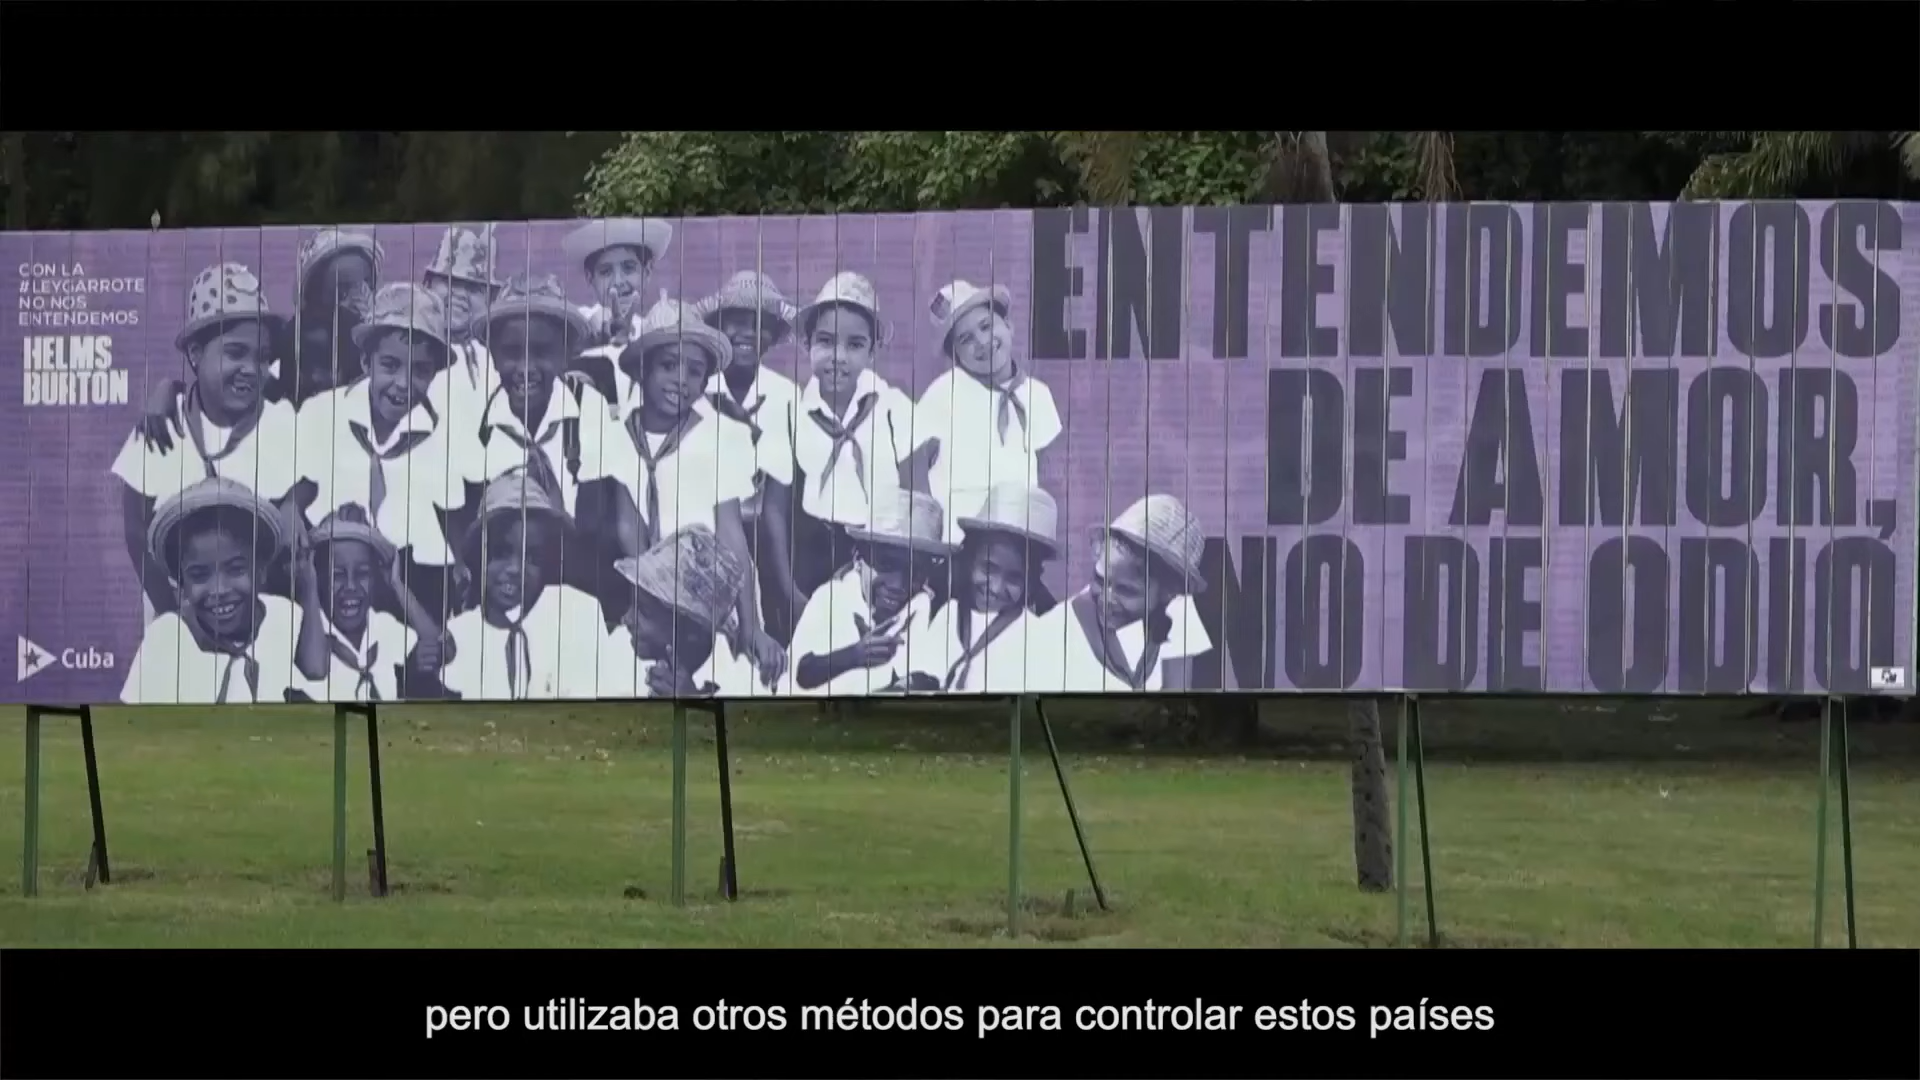 CON LA
#LEYGARROTE
NO NOS
ENTENDEMOS
HELMS
BURTON
Cuba
ENTENDEMOS
DE AMOR,
NO DE ODIO
pero utilizaba otros métodos para controlar estos países